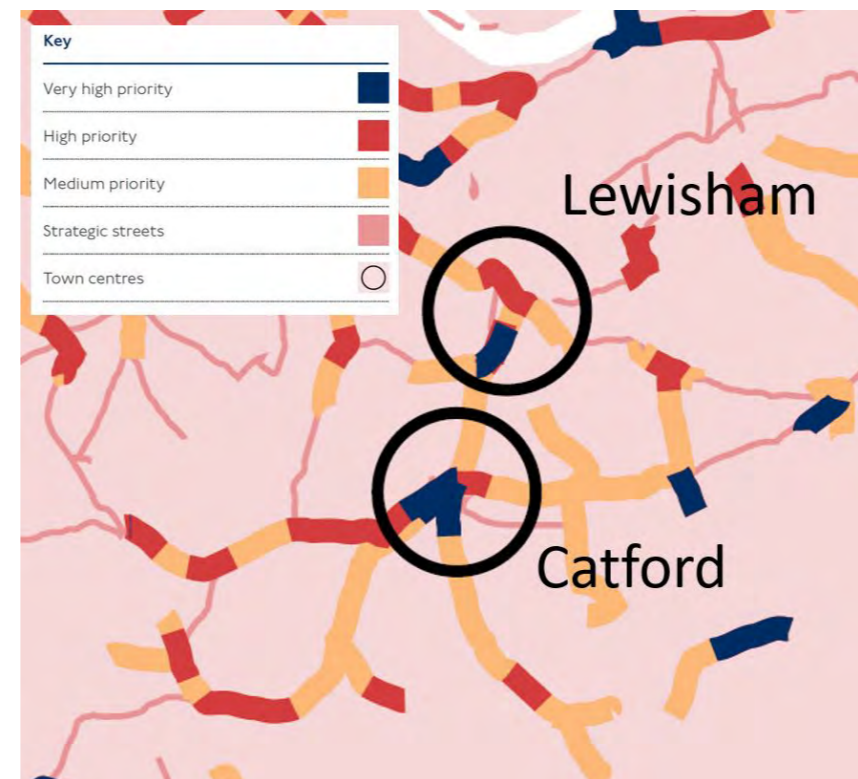 Key
Very high priority
High priority
Medium priority
Strategic streets
Town centres
Lewisham
Catford